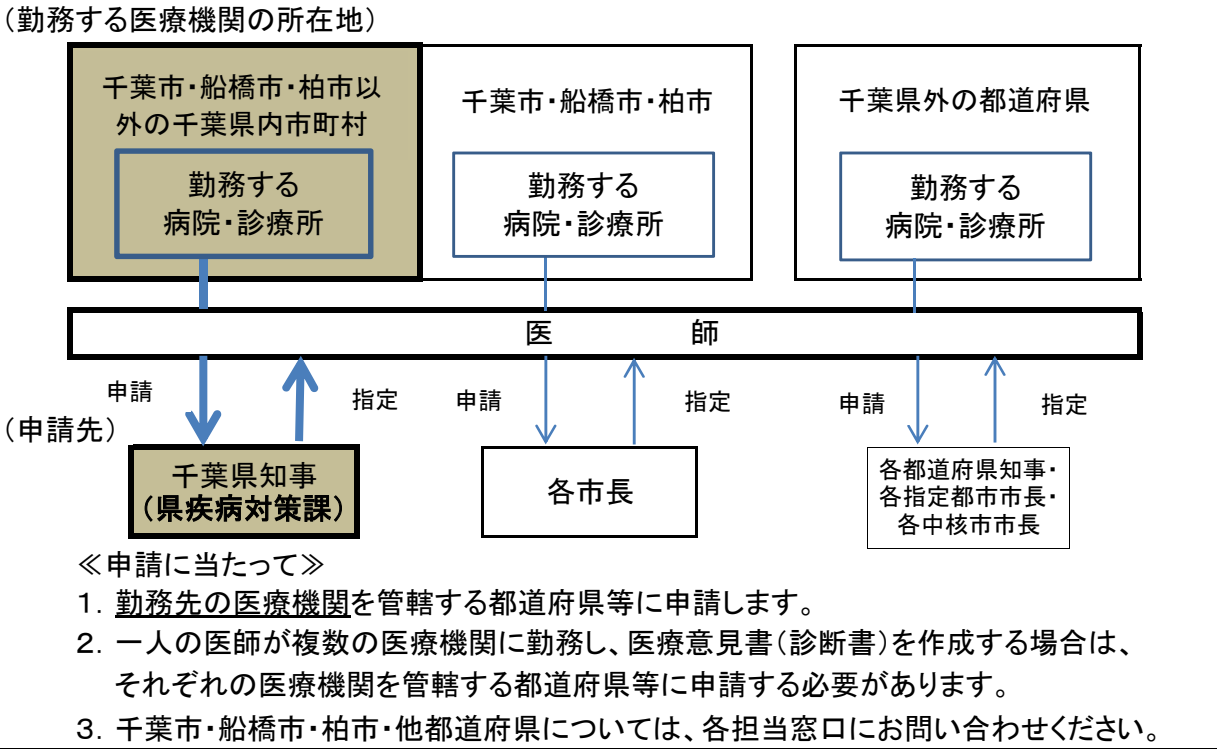 （勤務する医療機関の所在地）
千葉市・船橋市・柏市以
外の千葉県内市町村
勤務する
病院・診療所
千葉市・船橋市・柏市
勤務する
病院・診療所
千葉県外の都道府県
勤務する
病院・診療所
医　師
申請
指定
申請
指定
申請
指定
（申請先）
千葉県知事
（県疾病対策課）
各市長
各都道府県知事・
各指定都市市長・
各中核市市長
≪申請に当たって≫
１．勤務先の医療機関を管轄する都道府県等に申請します。
２．一人の医師が複数の医療機関に勤務し、医療意見書（診断書）を作成する場合は、
それぞれの医療機関を管轄する都道府県等に申請する必要があります。
３．千葉市・船橋市・柏市・他都道府県については、各担当窓口にお問い合わせください。